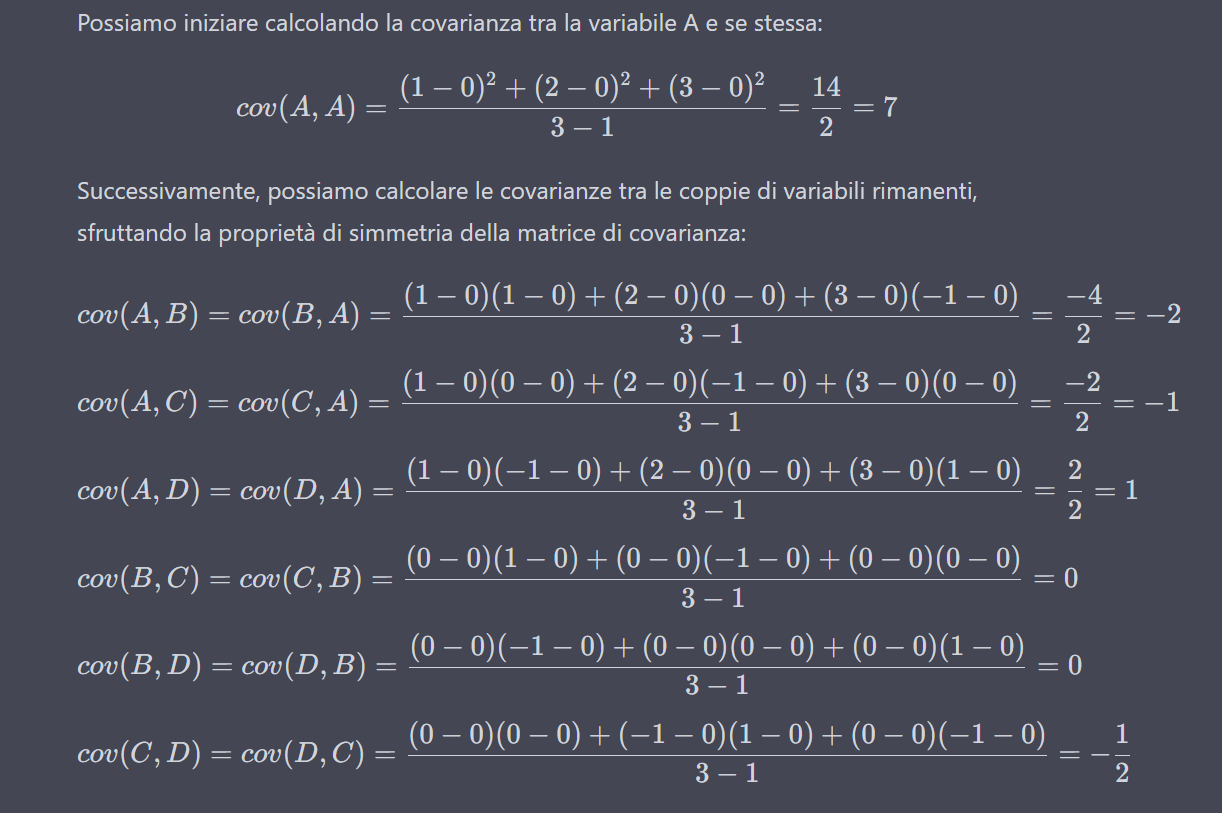 Possiamo iniziare calcolando la covarianza tra la variabile A e se stessa:
cov(A, A) = \frac{(1 − 0)^2 + (2 − 0)^2 + (3 − 0)^2}{3 − 1} = \frac{14}{2} = 7
Successivamente, possiamo calcolare le covarianze tra le coppie di variabili rimanenti,
sfruttando la proprietà di simmetria della matrice di covarianza:
cov(A, B) = cov(B, A) = \frac{(1 − 0)(1 − 0) + (2 − 0)(0 − 0) + (3 − 0)(−1 − 0)}{3 − 1} = \frac{−4}{2} = −2
cov(A, C) = cov(C, A) = \frac{(1 − 0)(0 − 0) + (2 − 0)(−1 − 0) + (3 − 0)(0 − 0)}{3 − 1} = \frac{−2}{2} = −1
cov(A, D) = cov(D, A) = \frac{(1 − 0)(−1 − 0) + (2 − 0)(0 − 0) + (3 − 0)(1 − 0)}{3 − 1} = \frac{2}{2} = 1
cov(B, C) = cov(C, B) = \frac{(0 − 0)(1 − 0) + (0 − 0)(−1 − 0) + (0 − 0)(0 − 0)}{3 − 1} = 0
cov(B, D) = cov(D, B) = \frac{(0 − 0)(−1 − 0) + (0 − 0)(0 − 0) + (0 − 0)(1 − 0)}{3 − 1} = 0
cov(C, D) = cov(D, C) = \frac{(0 − 0)(0 − 0) + (−1 − 0)(1 − 0) + (0 − 0)(−1 − 0)}{3 − 1} = −\frac{1}{2}